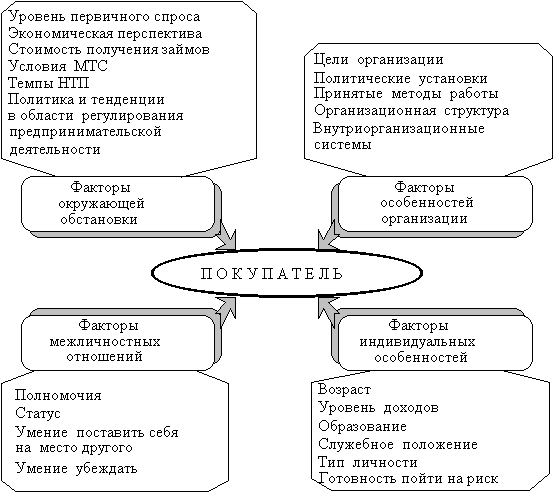 Уровень первичного спроса
Экономическая перспектива
Стоимость получения займов
Условия МТС
Темпы НТП
Политика и тенденции
в области регулирования
предпринимательской
деятельности
Цели организации
Политические установки
Принятые методы работы
Организационная структура
Внутриорганизационные
системы
Факторы
окружающей
обстановки
Факторы
особенностей
организации
ПОКУПАТЕЛЬ
Факторы
межличностных
отношений
Факторы
индивидуальных
особенностей
Полномочия
Статус
Умение поставить себя
на место другого
Умение убеждать
Возраст
Уровень доходов
Образование
Служебное положение
Тип личности
Готовность пойти на риск